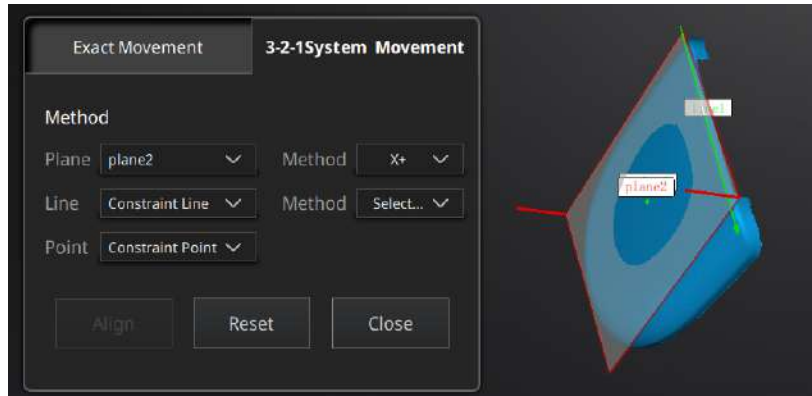 Exact Movement
3-2-1System Movement
Method
Plane plane2 Method X+
Line Constraint Line Method Select...
Point Constraint Point
Align Reset Close
plane2